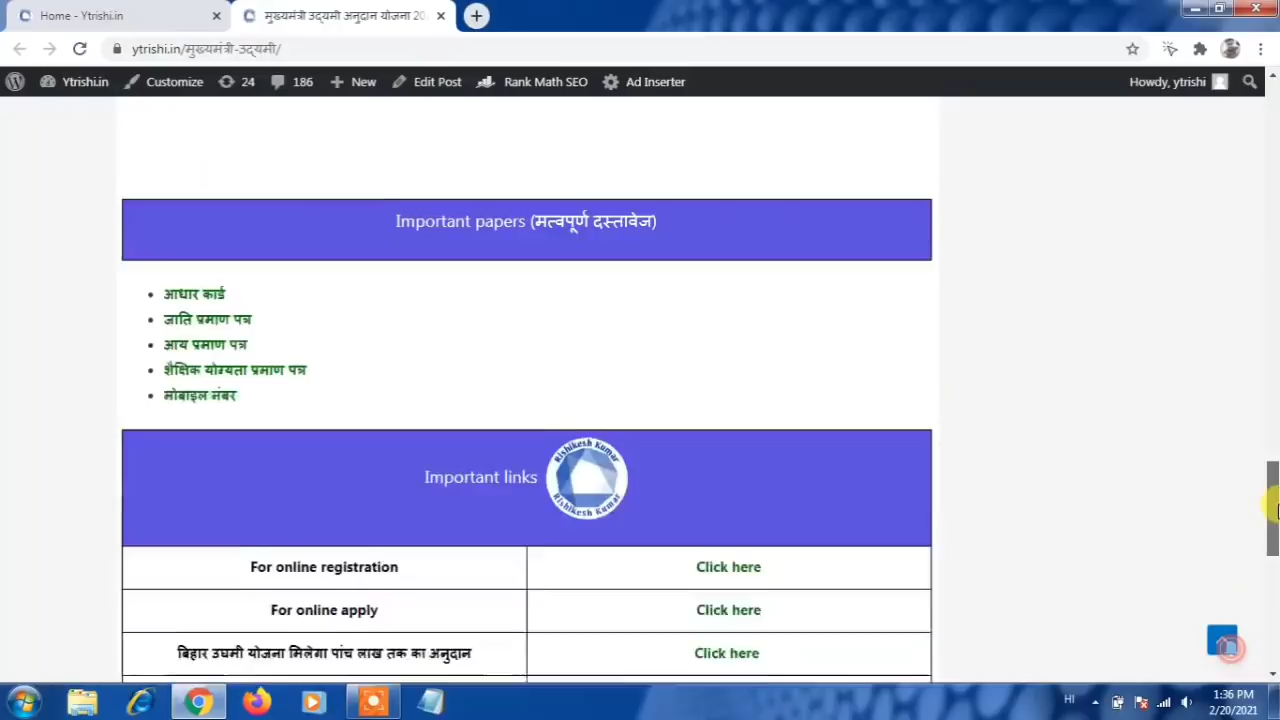 Home - Ytrishi.in
मुख्यमंत्री उद्यमी अनुदान योजना 20
ytrishi.in/मुख्यमंत्री-उद्यमी/
Ytrishi.in Customize 24 186 New Edit Post Rank Math SEO Ad Inserter Howdy, ytrishi
Important papers (मत्वपूर्ण दस्तावेज)
आधार कार्ड
जाति प्रमाण पत्र
आय प्रमाण पत्र
शैक्षिक योग्यता प्रमाण पत्र
मोबाइल नंबर
Important links
Rishikesh Kumar
Rishikesh Kumar
For online registration Click here
For online apply Click here
बिहार उघमी योजना मिलेगा पांच लाख तक का अनुदान Click here
HI
1:36 PM
2/20/2021